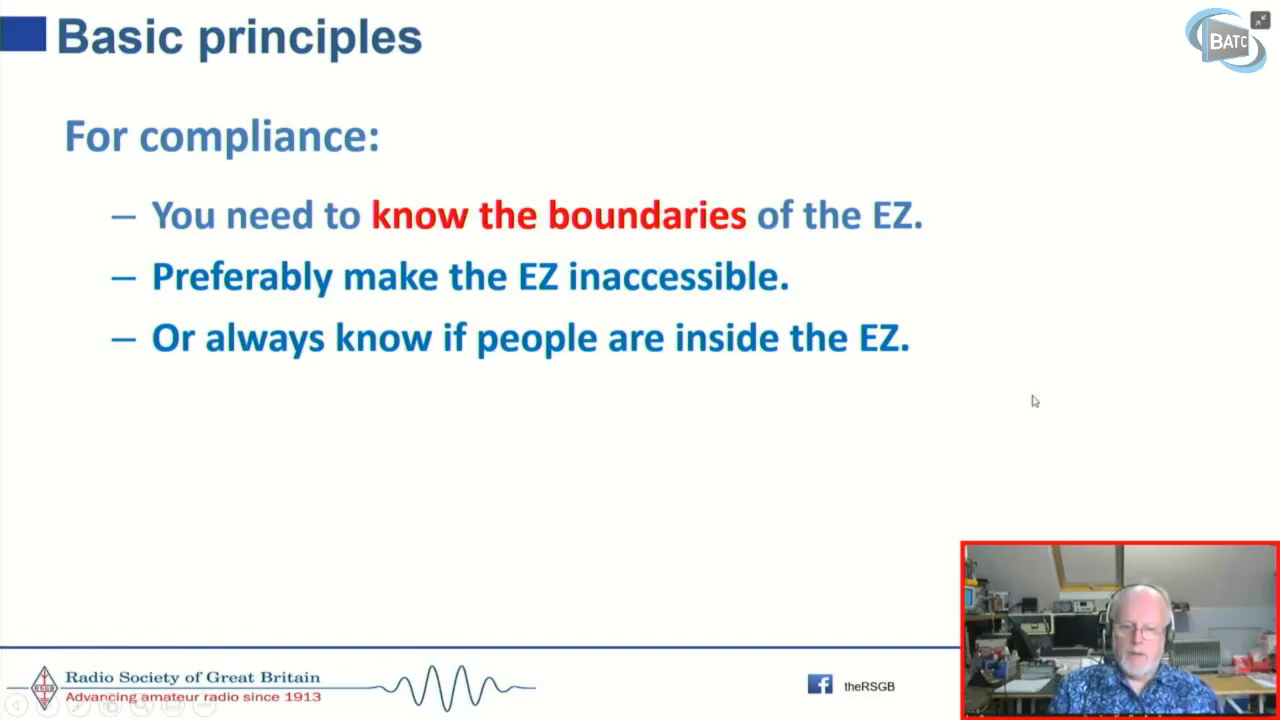 Basic principles
BATC
For compliance:
– You need to know the boundaries of the EZ.
– Preferably make the EZ inaccessible.
– Or always know if people are inside the EZ.
RSGB
Radio Society of Great Britain
Advancing amateur radio since 1913
theRSGB